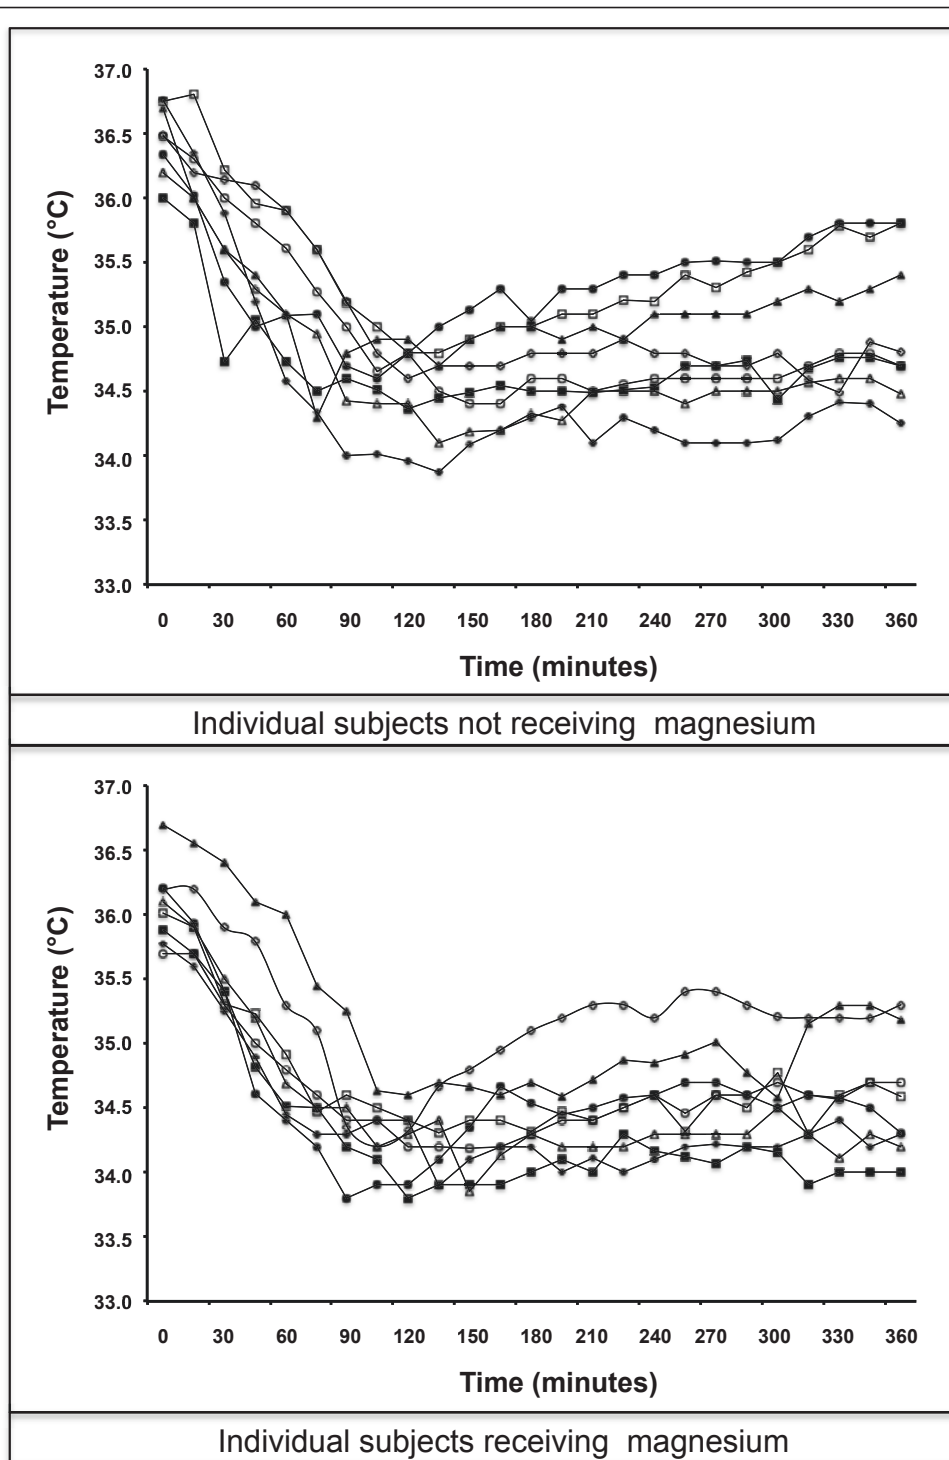 37.0
36.5
36.0
35.5
35.0
34.5
34.0
33.5
33.0
Temperature (°C)
0 30 60 90 120 150 180 210 240 270 300 330 360
Time (minutes)
Individual subjects not receiving magnesium
37.0
36.5
36.0
35.5
35.0
34.5
34.0
33.5
33.0
Temperature (°C)
0 30 60 90 120 150 180 210 240 270 300 330 360
Time (minutes)
Individual subjects receiving magnesium